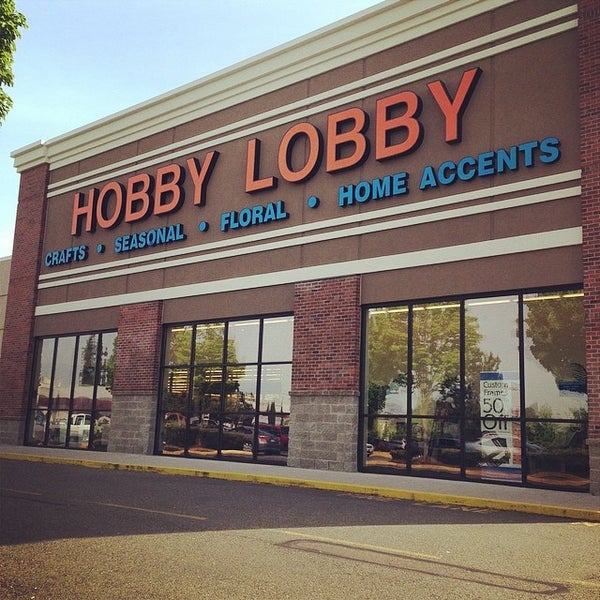 HOBBY LOBBY
CRAFTS • SEASONAL • FLORAL • HOME ACCENTS
Custom
Frames
50
Off